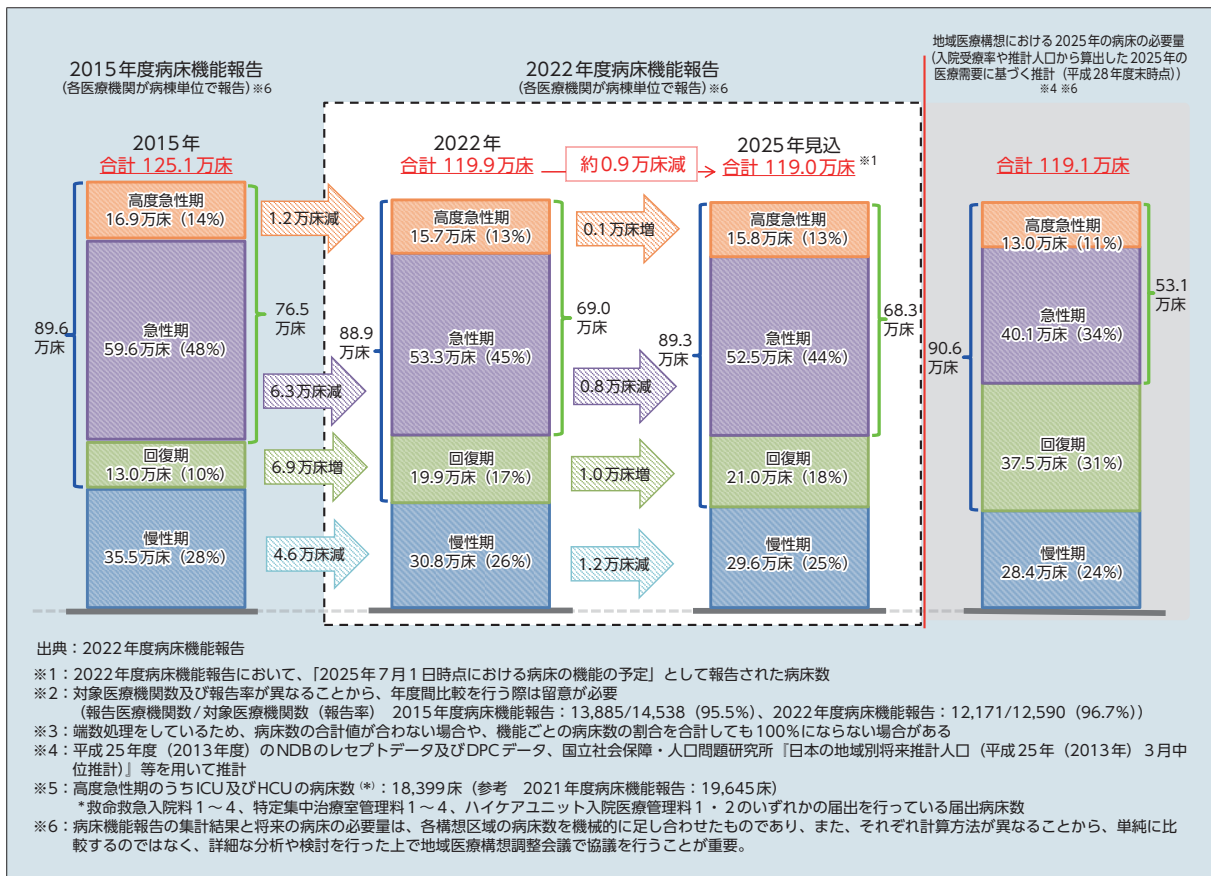 2015年度病床機能報告
(各医療機関が病棟単位で報告)※6
2022年度病床機能報告
(各医療機関が病棟単位で報告)※6
地域医療構想における2025年の病床の必要量
(入院受療率や推計人口から算出した2025年の
医療需要に基づく推計(平成28年度末時点))
※4 ※6
2015年
合計 125.1万床
2022年
合計 119.9万床
約0.9万床減
2025年見込
合計 119.0万床 ※1
合計 119.1万床
高度急性期
16.9万床(14%)
1.2万床減
高度急性期
15.7万床(13%)
0.1万床増
高度急性期
15.8万床(13%)
高度急性期
13.0万床(11%)
89.6
万床
76.5
万床
急性期
59.6万床(48%)
6.3万床減
88.9
万床
69.0
万床
急性期
53.3万床(45%)
0.8万床減
89.3
万床
68.3
万床
急性期
52.5万床(44%)
90.6
万床
53.1
万床
急性期
40.1万床(34%)
回復期
13.0万床(10%)
6.9万床増
回復期
19.9万床(17%)
1.0万床増
回復期
21.0万床(18%)
回復期
37.5万床(31%)
慢性期
35.5万床(28%)
4.6万床減
慢性期
30.8万床(26%)
1.2万床減
慢性期
29.6万床(25%)
慢性期
28.4万床(24%)
出典:2022年度病床機能報告
※1:2022年度病床機能報告において、「2025年7月1日時点における病床の機能の予定」として報告された病床数
※2:対象医療機関数及び報告率が異なることから、年度間比較を行う際は留意が必要
(報告医療機関数/対象医療機関数(報告率) 2015年度病床機能報告:13,885/14,538(95.5%)、2022年度病床機能報告:12,171/12,590(96.7%))
※3:端数処理をしているため、病床数の合計値が合わない場合や、機能ごとの病床数の割合を合計しても100%にならない場合がある
※4:平成25年度(2013年度)のNDBのレセプトデータ及びDPCデータ、国立社会保障・人口問題研究所『日本の地域別将来推計人口(平成25年(2013年)3月中
位推計)』等を用いて推計
※5:高度急性期のうちICU及びHCUの病床数(*):18,399床(参考 2021年度病床機能報告:19,645床)
*救命救急入院料1~4、特定集中治療室管理料1~4、ハイケアユニット入院医療管理料1・2のいずれかの届出を行っている届出病床数
※6:病床機能報告の集計結果と将来の病床の必要量は、各構想区域の病床数を機械的に足し合わせたものであり、また、それぞれ計算方法が異なることから、単純に比
較するのではなく、詳細な分析や検討を行った上で地域医療構想調整会議で協議を行うことが重要。